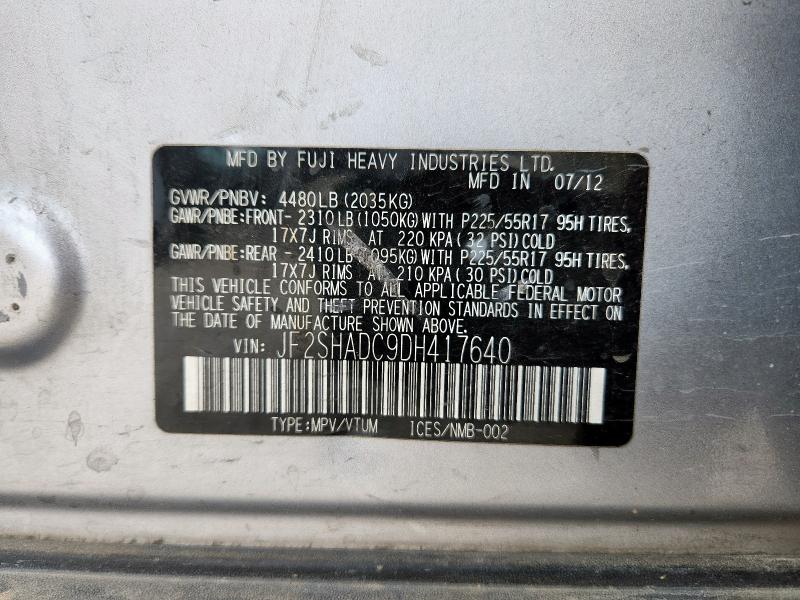 MFD BY FUJI HEAVY INDUSTRIES LTD.
MFD IN 07/12
GVWR/PNBV: 4480LB (2035KG)
GAWR/PNBE:FRONT- 2310 LB (1050KG) WITH P225/55R17 95H TIRES,
17X7J RIMS AT 220 KPA ( 32 PSI) COLD
GAWR/PNBE:REAR - 2410 LB (1095KG) WITH P225/55R17 95H TIRES,
17X7J RIMS AT 210 KPA ( 30 PSI) COLD
THIS VEHICLE CONFORMS TO ALL APPLICABLE FEDERAL MOTOR
VEHICLE SAFETY AND THEFT PREVENTION STANDARDS IN EFFECT ON
THE DATE OF MANUFACTURE SHOWN ABOVE.
VIN: JF2SHADC9DH417640
TYPE:MPV/VTUM ICES/NMB-002